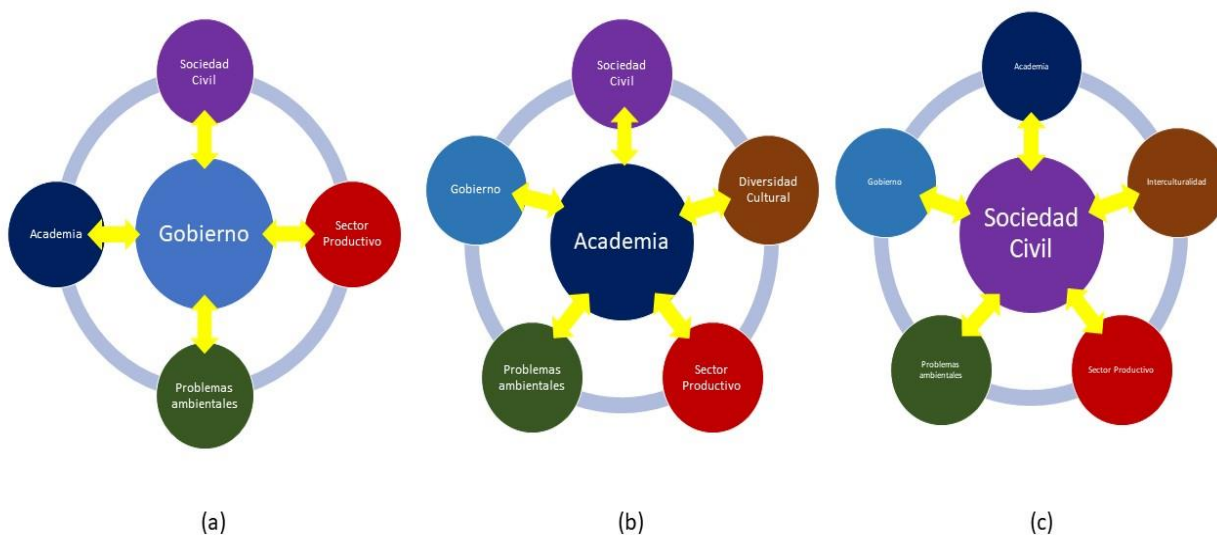 Sociedad
Civil
Academia
Gobierno
Sector
Productivo
Problemas
ambientales
(a)
Sociedad
Civil
Gobierno
Diversidad
Cultural
Academia
Problemas
ambientales
Sector
Productivo
(b)
Academia
Gobierno
Interculturalidad
Sociedad
Civil
Problemas
ambientales
Sector Productivo
(c)